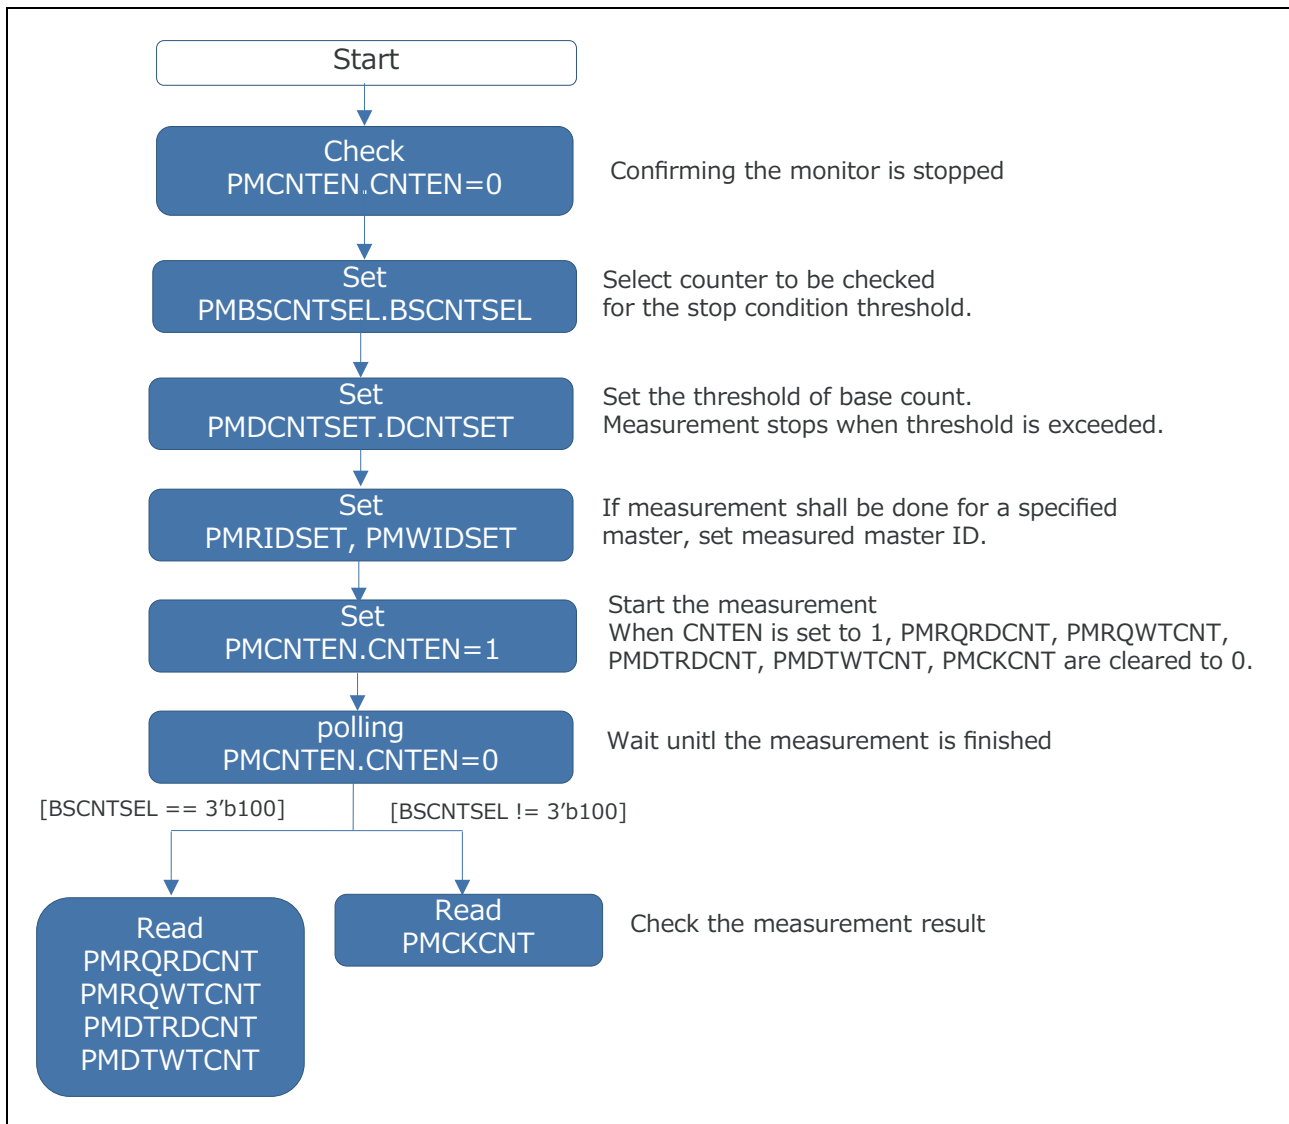 Start
Check
PMCNTEN.CNTEN=0
Confirming the monitor is stopped
Set
PMBSCNTSEL.BSCNTSEL
Select counter to be checked
for the stop condition threshold.
Set
PMDCNTSET.DCNTSET
Set the threshold of base count.
Measurement stops when threshold is exceeded.
Set
PMRIDSET, PMWIDSET
If measurement shall be done for a specified
master, set measured master ID.
Set
PMCNTEN.CNTEN=1
Start the measurement
When CNTEN is set to 1, PMRQRDCNT, PMRQWTCNT,
PMDTRDCNT, PMDTWTCNT, PMCKCNT are cleared to 0.
polling
PMCNTEN.CNTEN=0
Wait unitl the measurement is finished
[BSCNTSEL == 3’b100]
[BSCNTSEL != 3’b100]
Read
PMRQRDCNT
PMRQWTCNT
PMDTRDCNT
PMDTWTCNT
Read
PMCKCNT
Check the measurement result